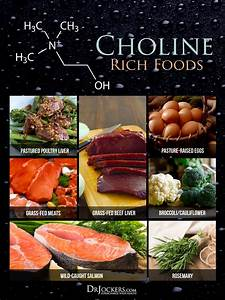 H₃C
CH₃
N⁺
H₃C
OH
CHOLINE
RICH FOODS
PASTURED POULTRY LIVER
PASTURE-RAISED EGGS
GRASS-FED MEATS
GRASS-FED BEEF LIVER
BROCCOLI/CAULIFLOWER
WILD-CAUGHT SALMON
ROSEMARY
DRJOCKERS.COM